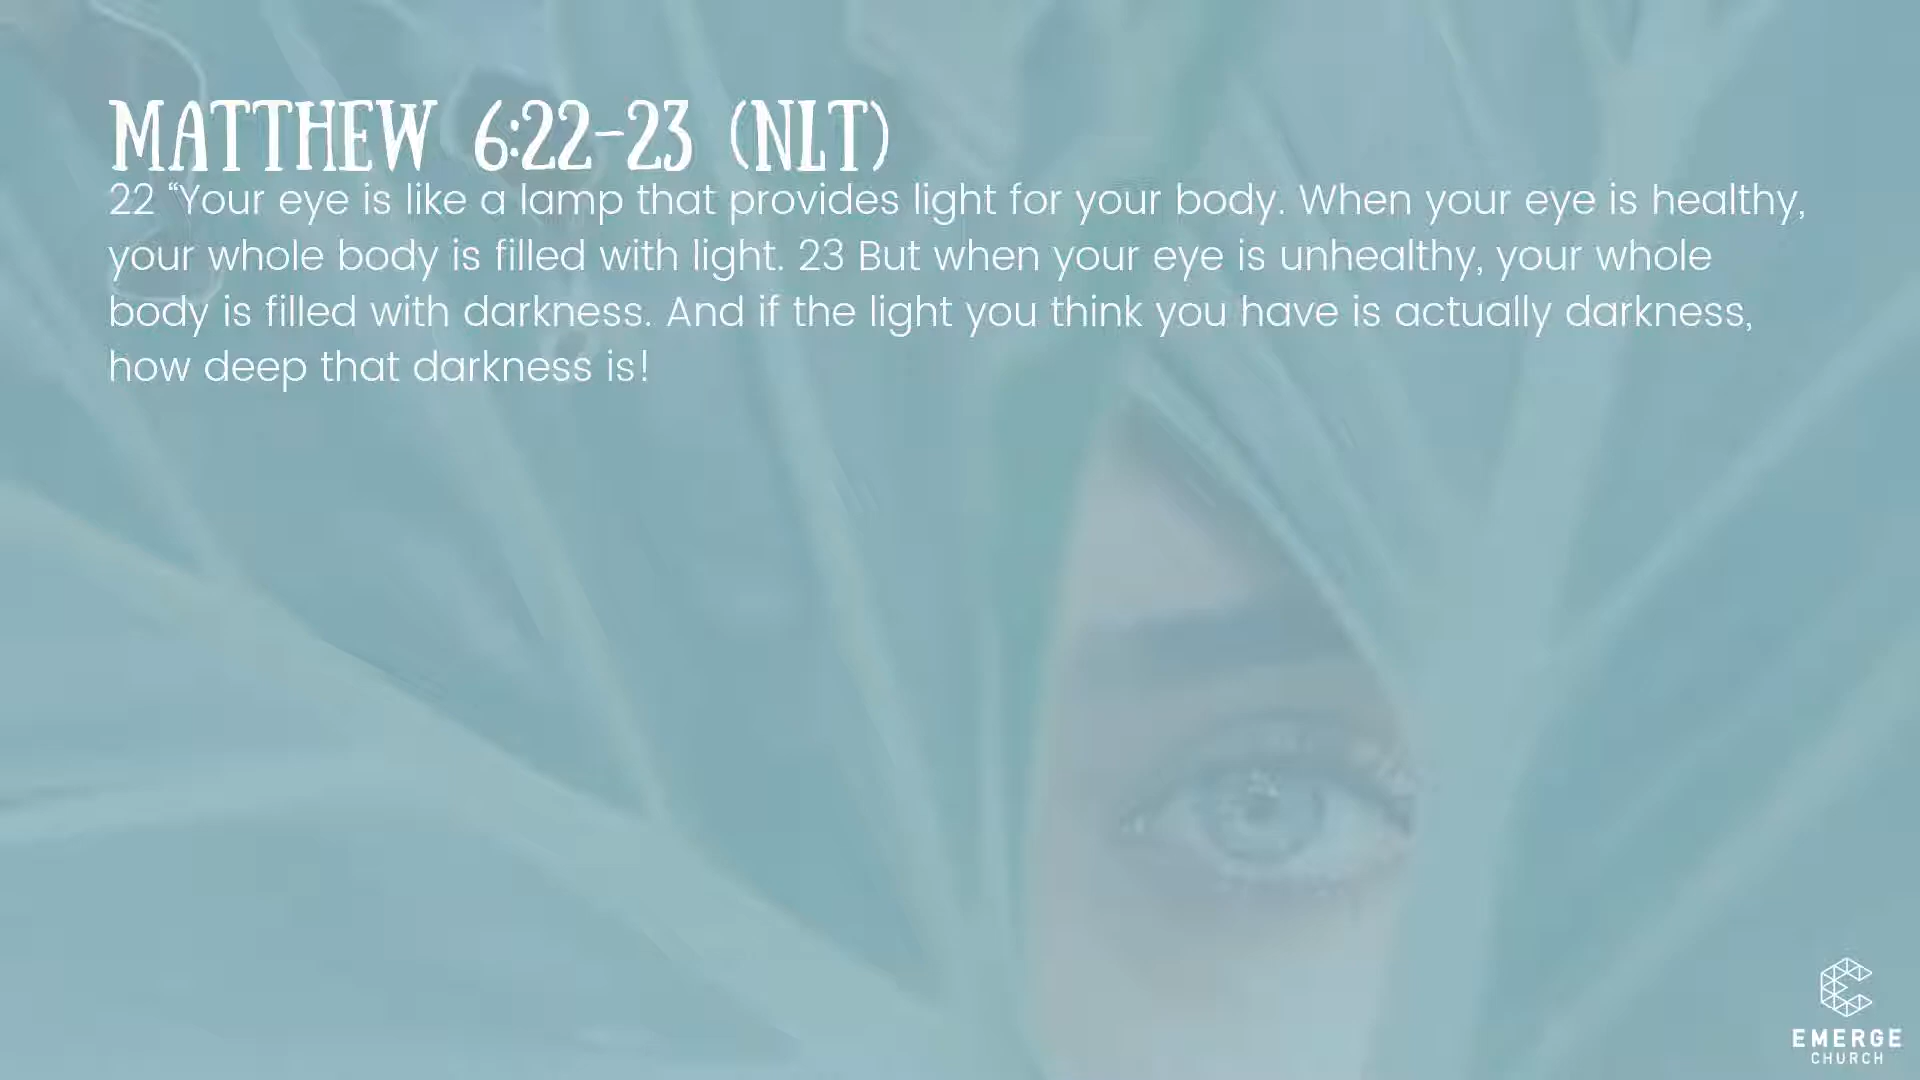 MATTHEW 6:22-23 (NLT)
22 “Your eye is like a lamp that provides light for your body. When your eye is healthy,
your whole body is filled with light. 23 But when your eye is unhealthy, your whole
body is filled with darkness. And if the light you think you have is actually darkness,
how deep that darkness is!
EMERGE
CHURCH